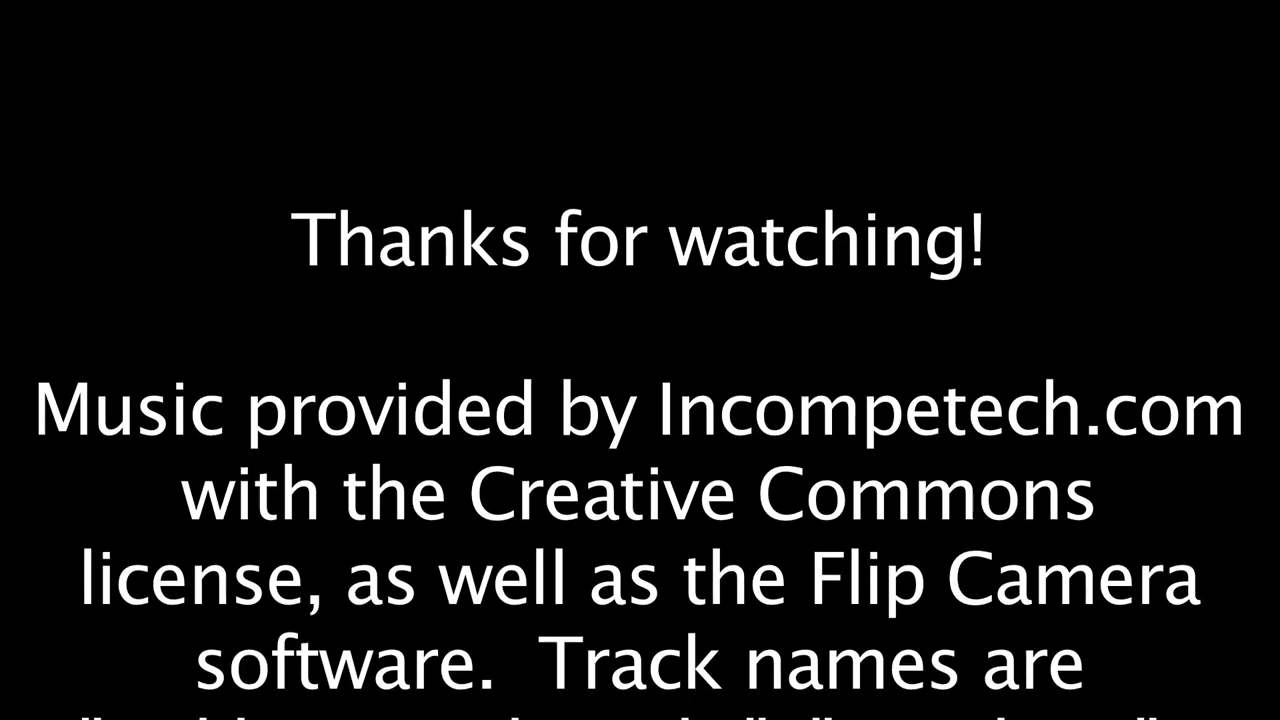 Thanks for watching!
Music provided by Incompetech.com
with the Creative Commons
license, as well as the Flip Camera
software.  Track names are